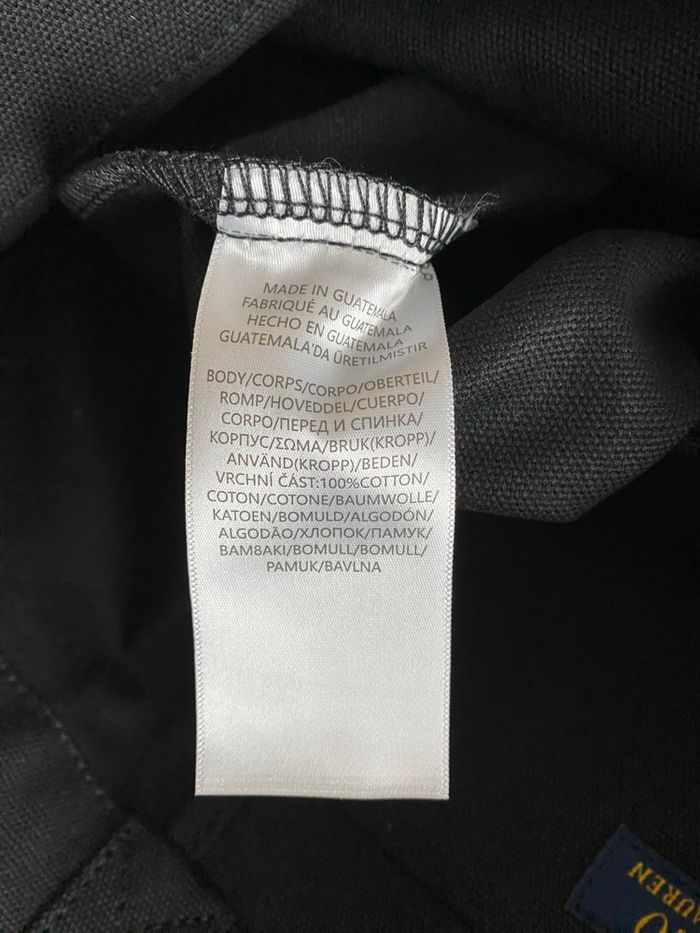 MADE IN GUATEMALA
FABRIQUÉ AU GUATEMALA
HECHO EN GUATEMALA
GUATEMALA'DA ÜRETILMISTIR
BODY/CORPS/CORPO/OBERTEIL/
ROMP/HOVEDDEL/CUERPO/
CORPO/ПЕРЕД И СПИНКА/
КОРПУС/ΣΩΜΑ/BRUK(KROPP)/
ANVÄND(KROPP)/BEDEN/
VRCHNÍ ČÁST:100%COTTON/
COTON/COTONE/BAUMWOLLE/
KATOEN/BOMULD/ALGODÓN/
ALGODÃO/ХЛОПОК/ПАМУК/
BAM8AKI/BOMULL/BOMULL/
PAMUK/BAVLNA